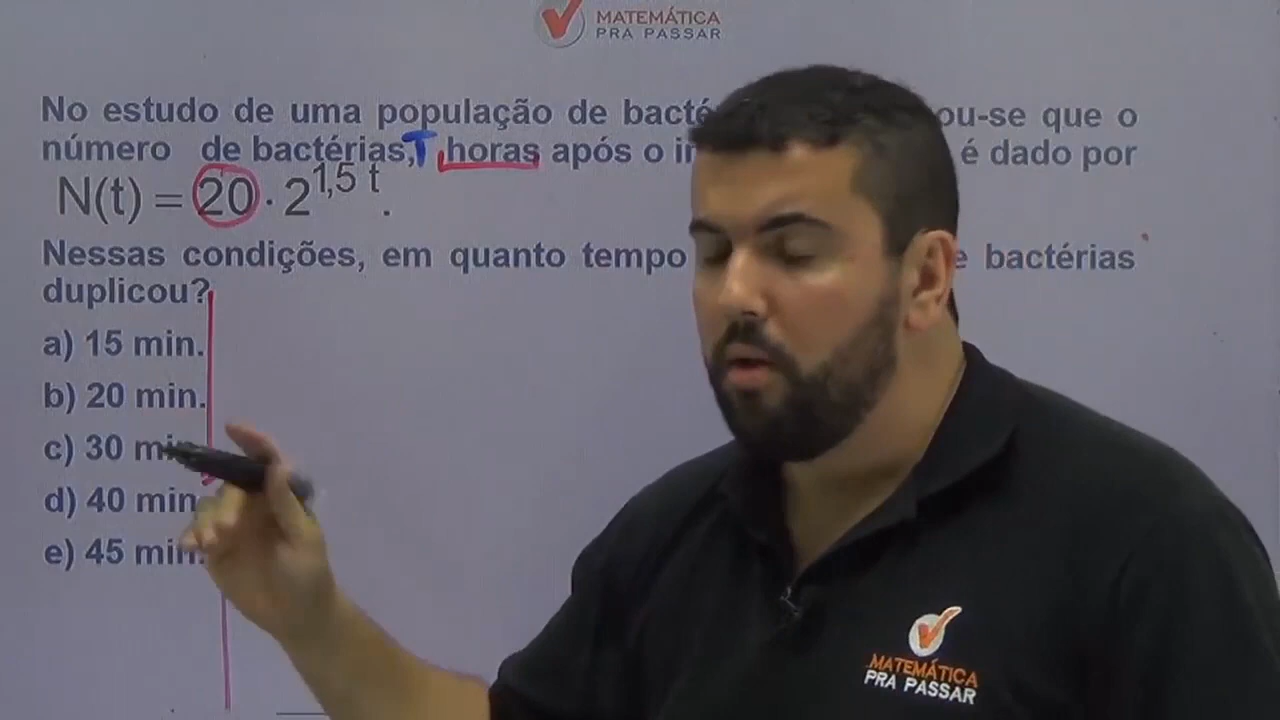 MATEMÁTICA
PRA PASSAR
No estudo de uma população de bacté ou-se que o
número de bactérias, T horas após o in é dado por
N(t) = 20 · 2^1,5 t.
Nessas condições, em quanto tempo e bactérias
duplicou?
a) 15 min.
b) 20 min.
c) 30 min
d) 40 min
e) 45 min.
MATEMÁTICA
PRA PASSAR